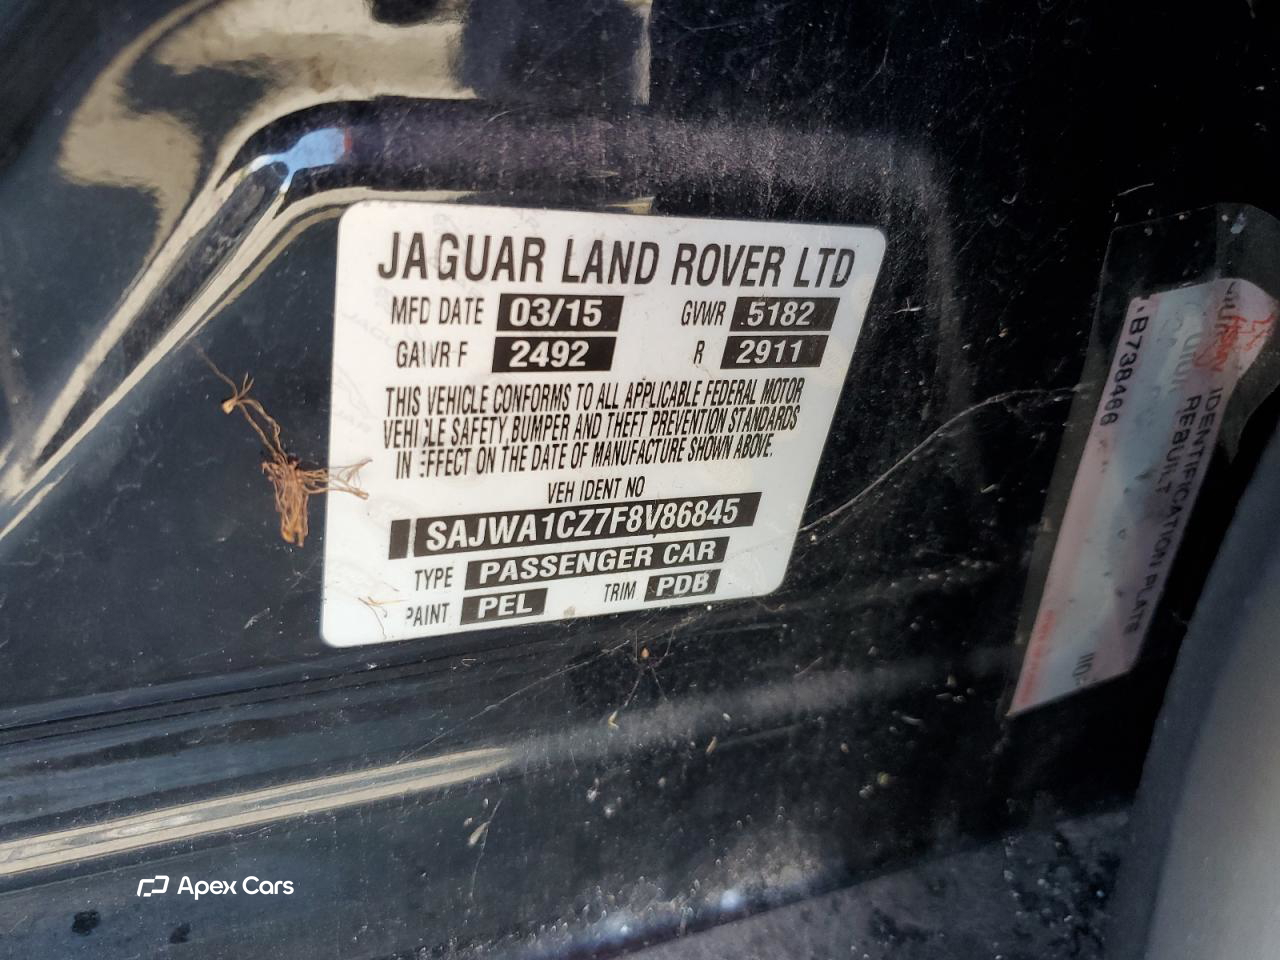 JAGUAR LAND ROVER LTD
MFD DATE 03/15 GVWR 5182
GAWR F 2492 R 2911
THIS VEHICLE CONFORMS TO ALL APPLICABLE FEDERAL MOTOR
VEHICLE SAFETY, BUMPER AND THEFT PREVENTION STANDARDS
IN EFFECT ON THE DATE OF MANUFACTURE SHOWN ABOVE.
VEH IDENT NO
SAJWA1CZ7F8V86845
TYPE PASSENGER CAR
PAINT PEL TRIM PDB
IDENTIFICATION PLATE
REBUILT
B738466
Apex Cars